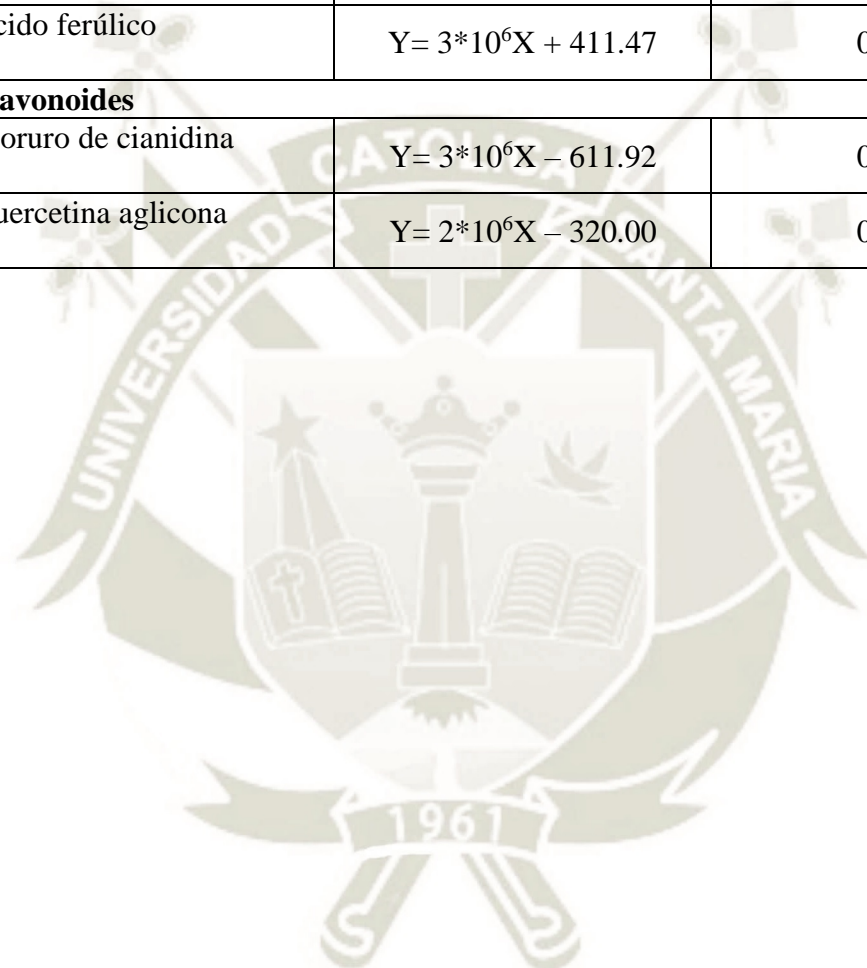 cido ferúlico
Y= 3*10⁶X + 411.47
0
avonoides
oruro de cianidina
Y= 3*10⁶X – 611.92
0
uercetina aglicona
Y= 2*10⁶X – 320.00
0
UNIVERSIDAD CATOLICA SANTA MARIA
1961